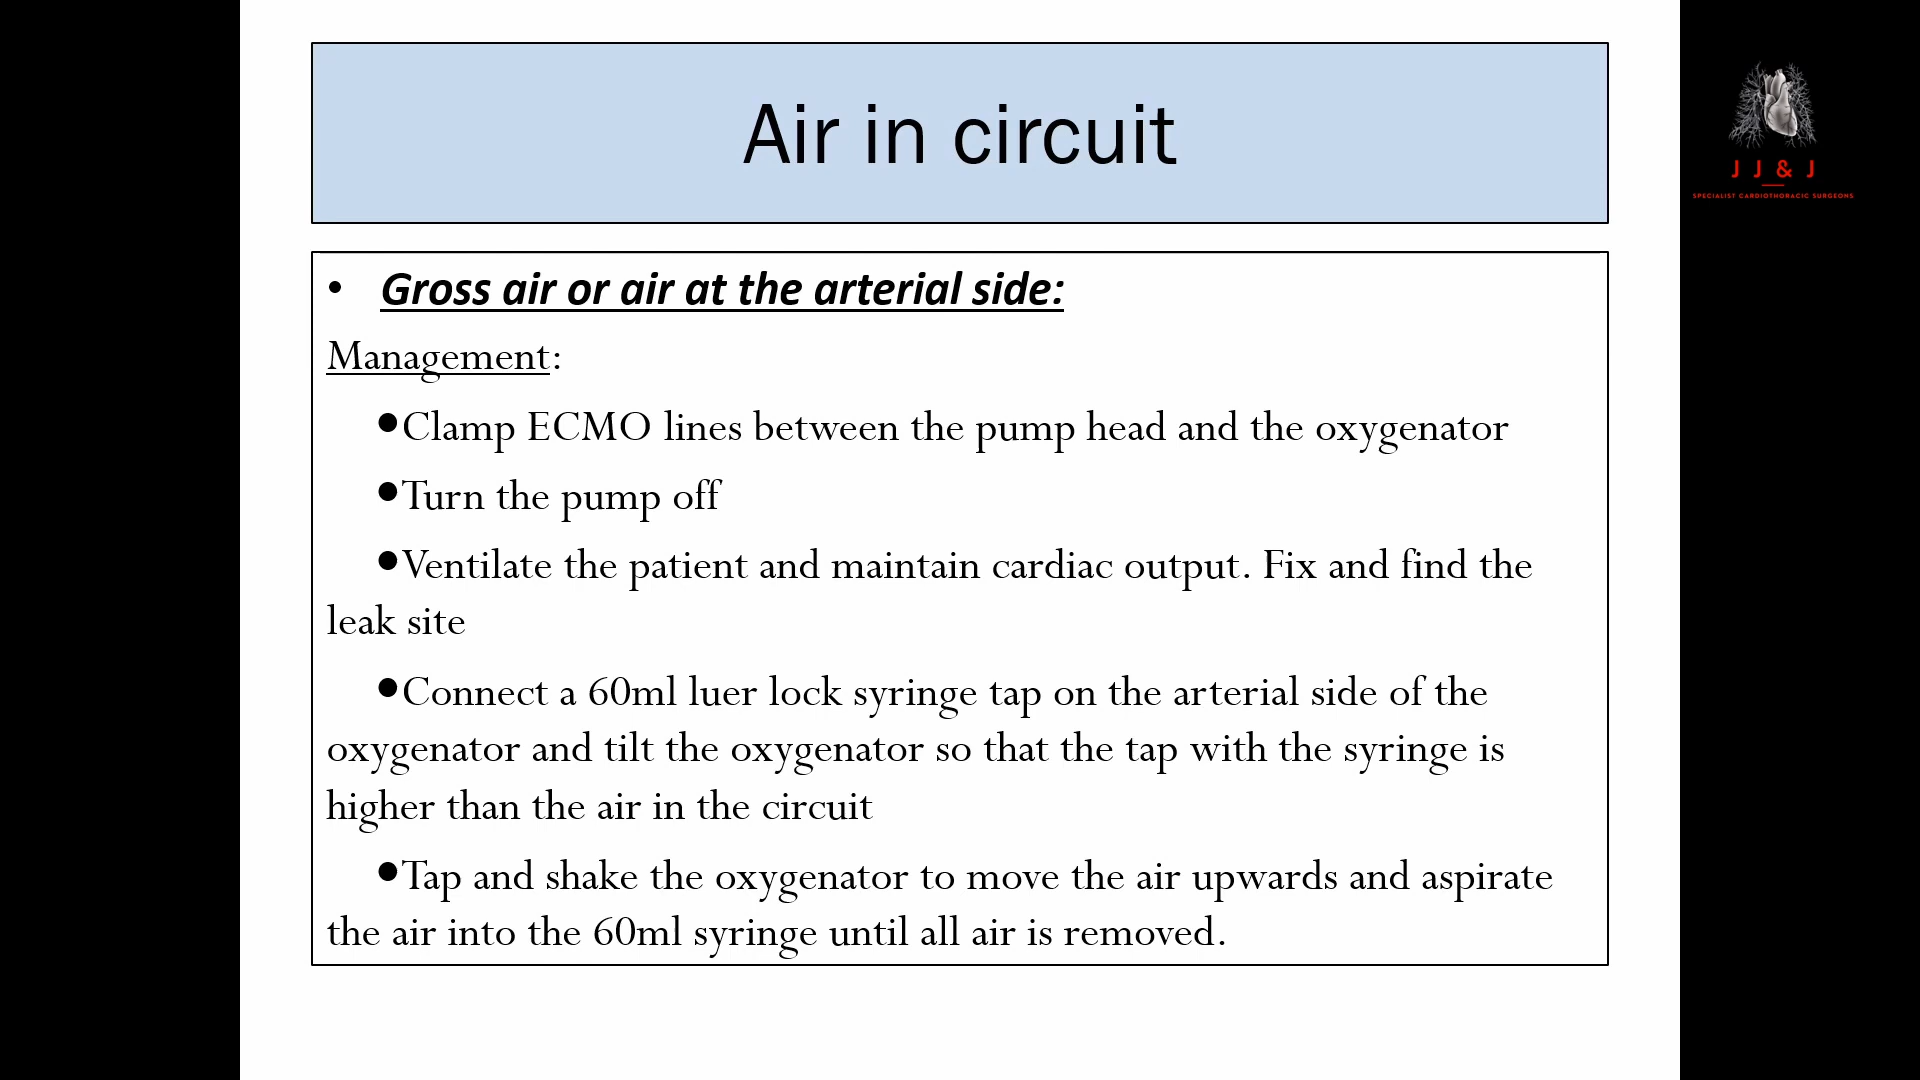 Air in circuit
J J & J
SPECIALIST CARDIOTHORACIC SURGEONS
• Gross air or air at the arterial side:
Management:
●Clamp ECMO lines between the pump head and the oxygenator
●Turn the pump off
●Ventilate the patient and maintain cardiac output. Fix and find the
leak site
●Connect a 60ml luer lock syringe tap on the arterial side of the
oxygenator and tilt the oxygenator so that the tap with the syringe is
higher than the air in the circuit
●Tap and shake the oxygenator to move the air upwards and aspirate
the air into the 60ml syringe until all air is removed.